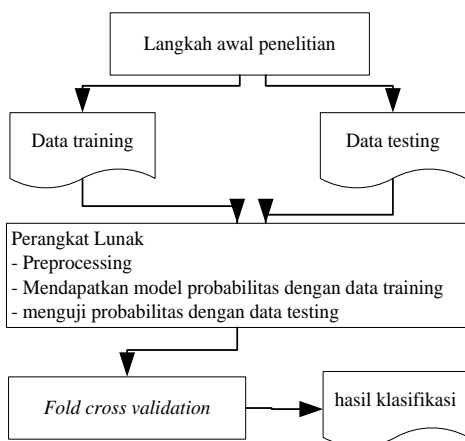 Langkah awal penelitian
Data training
Data testing
Perangkat Lunak
- Preprocessing
- Mendapatkan model probabilitas dengan data training
- menguji probabilitas dengan data testing
Fold cross validation
hasil klasifikasi